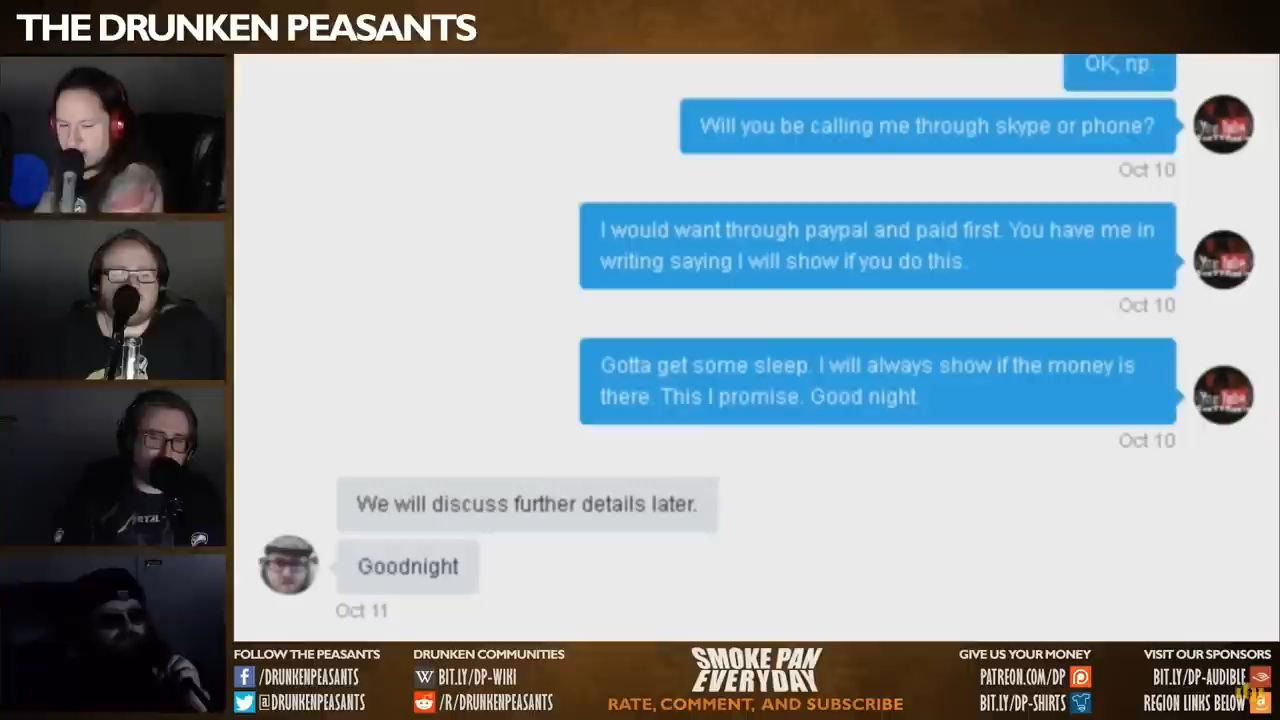 THE DRUNKEN PEASANTS
OK, np.
Will you be calling me through skype or phone?
Oct 10
I would want through paypal and paid first. You have me in
writing saying I will show if you do this.
Oct 10
Gotta get some sleep. I will always show if the money is
there. This I promise. Good night.
Oct 10
We will discuss further details later.
Goodnight
Oct 11
FOLLOW THE PEASANTS
/DRUNKENPEASANTS
@DRUNKENPEASANTS
DRUNKEN COMMUNITIES
BIT.LY/DP-WIKI
/R/DRUNKENPEASANTS
SMOKE PAN
EVERYDAY
RATE, COMMENT, AND SUBSCRIBE
GIVE US YOUR MONEY
PATREON.COM/DP
BIT.LY/DP-SHIRTS
VISIT OUR SPONSORS
BIT.LY/DP-AUDIBLE
REGION LINKS BELOW